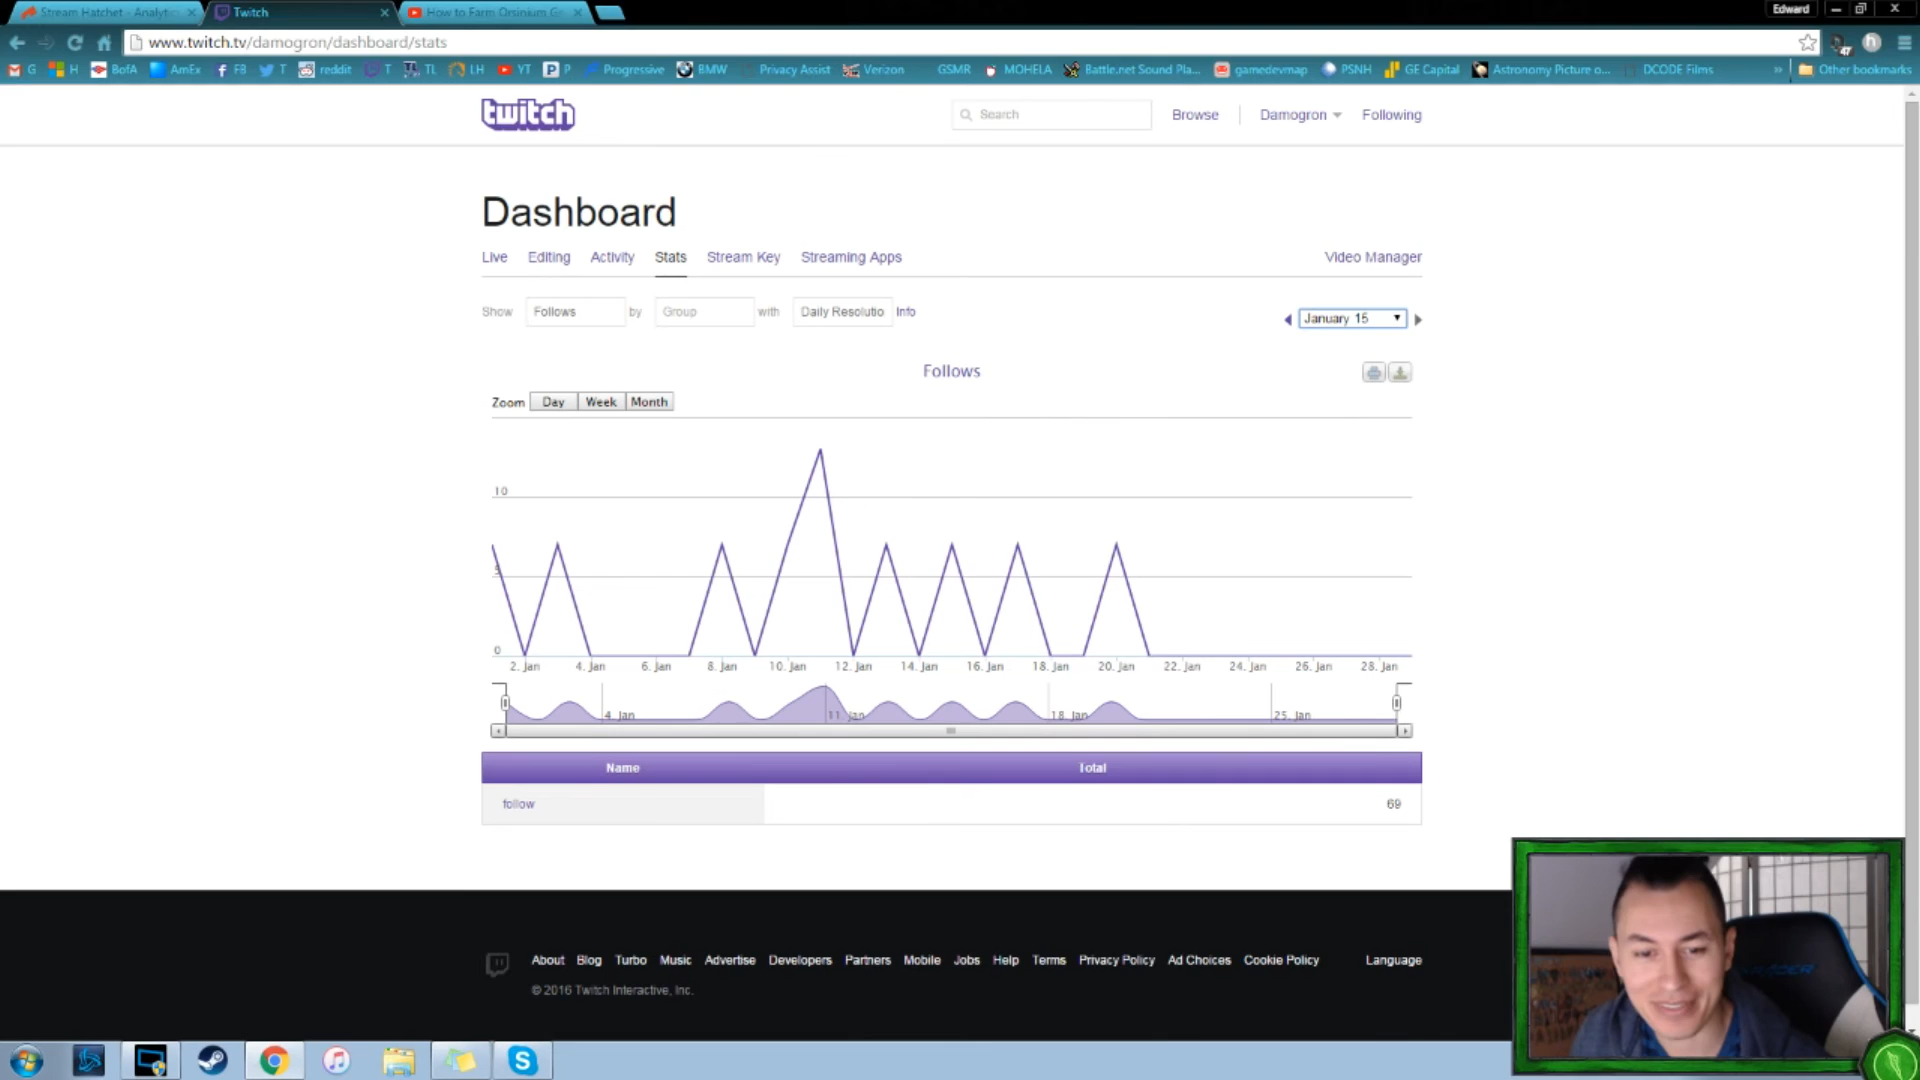 Stream Hatchet - Analytics
Twitch
How to Farm Orsinium Go
Edward
www.twitch.tv/damogron/dashboard/stats
G H BofA AmEx FB T reddit T TL LH YT P Progressive BMW Privacy Assist Verizon GSMR MOHELA Battle.net Sound Pla... gamedevmap PSNH GE Capital Astronomy Picture o... DCODE Films » Other bookmarks
twitch Search Browse Damogron Following
Dashboard
Live Editing Activity Stats Stream Key Streaming Apps Video Manager
Show Follows by Group with Daily Resolutio Info January 15
Follows
Zoom Day Week Month
10
5
0
2. Jan 4. Jan 6. Jan 8. Jan 10. Jan 12. Jan 14. Jan 16. Jan 18. Jan 20. Jan 22. Jan 24. Jan 26. Jan 28. Jan
4. Jan 11. Jan 18. Jan 25. Jan
Name Total
follow 69
About Blog Turbo Music Advertise Developers Partners Mobile Jobs Help Terms Privacy Policy Ad Choices Cookie Policy Language
© 2016 Twitch Interactive, Inc.